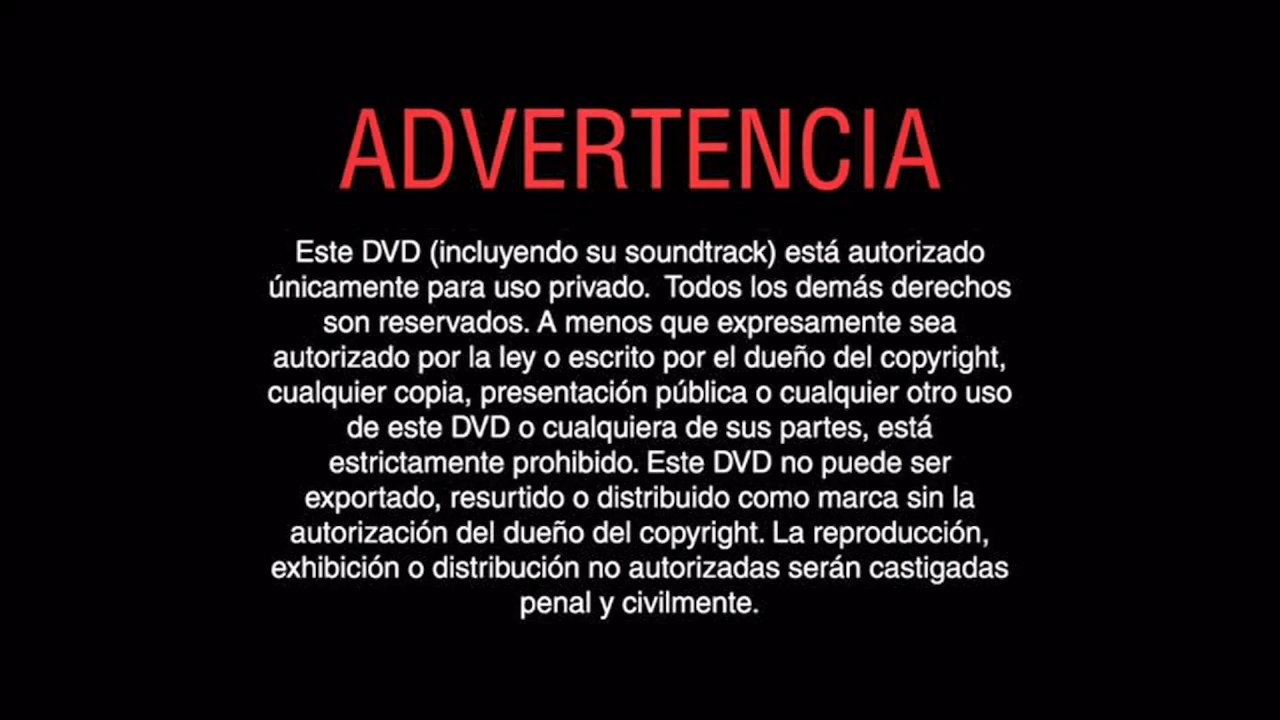 ADVERTENCIA
Este DVD (incluyendo su soundtrack) está autorizado
únicamente para uso privado.  Todos los demás derechos
son reservados. A menos que expresamente sea
autorizado por la ley o escrito por el dueño del copyright,
cualquier copia, presentación pública o cualquier otro uso
de este DVD o cualquiera de sus partes, está
estrictamente prohibido. Este DVD no puede ser
exportado, resurtido o distribuido como marca sin la
autorización del dueño del copyright. La reproducción,
exhibición o distribución no autorizadas serán castigadas
penal y civilmente.